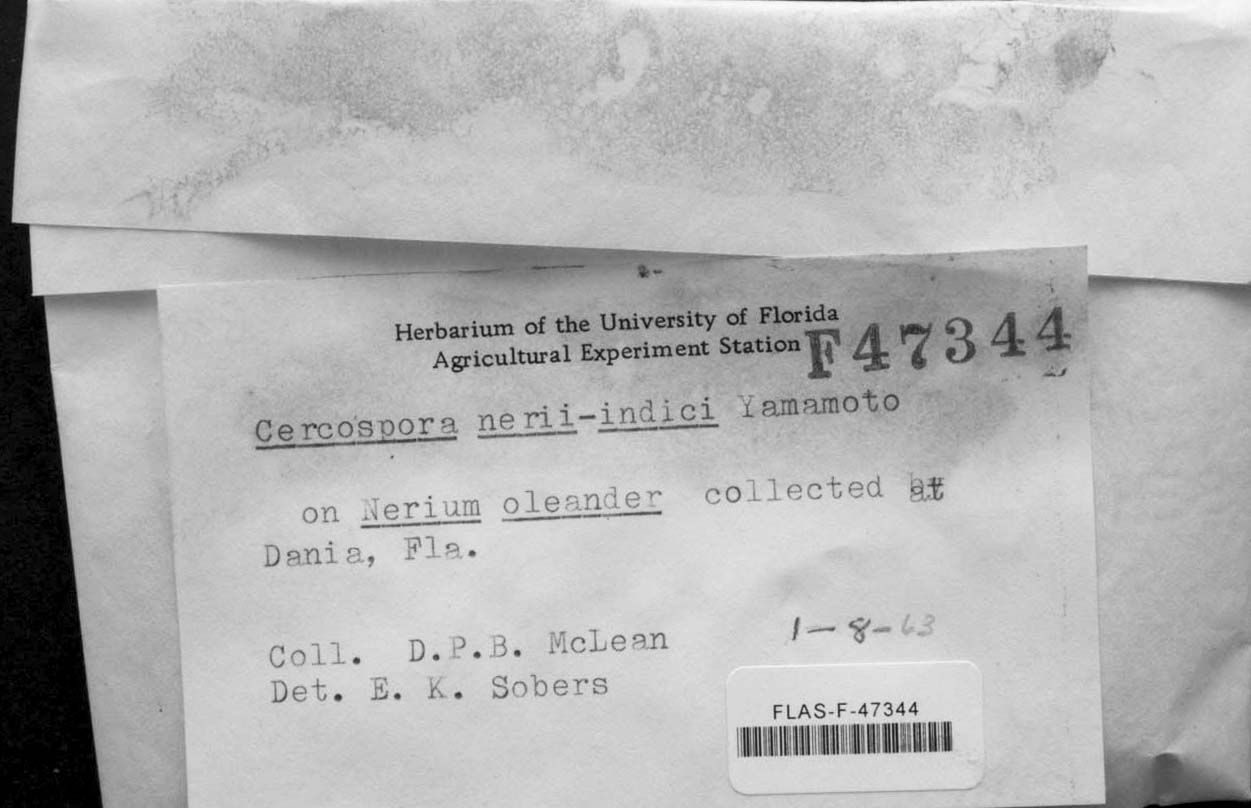 Herbarium of the University of Florida
Agricultural Experiment Station F47344
Cercospora nerii-indici Yamamoto
on Nerium oleander collected at
Dania, Fla.
1-8-63
Coll. D.P.B. McLean
Det. E. K. Sobers
FLAS-F-47344